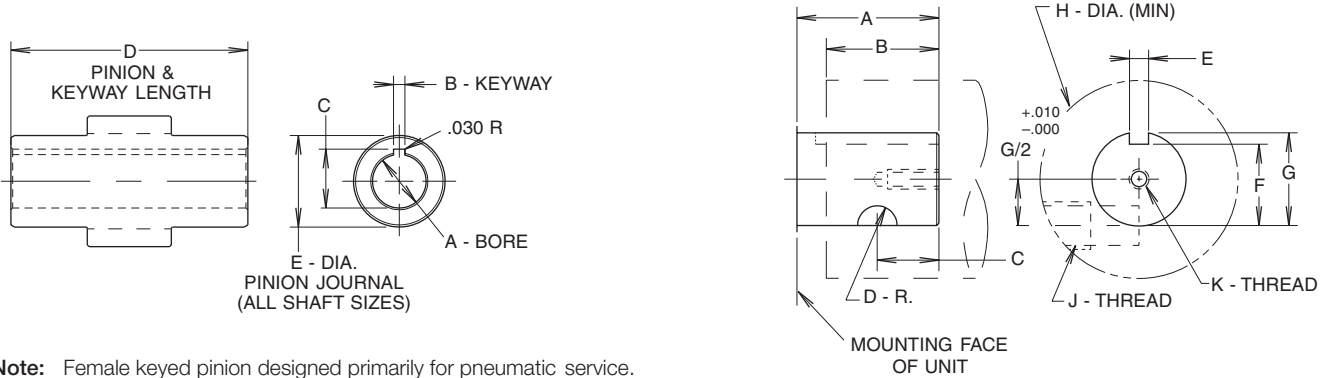 D
PINION &
KEYWAY LENGTH
C
B - KEYWAY
.030 R
A - BORE
E - DIA.
PINION JOURNAL
(ALL SHAFT SIZES)
Note: Female keyed pinion designed primarily for pneumatic service.
A
B
C
D - R.
MOUNTING FACE
OF UNIT
H - DIA. (MIN)
E
+.010
–.000
G/2
F
G
K - THREAD
J - THREAD